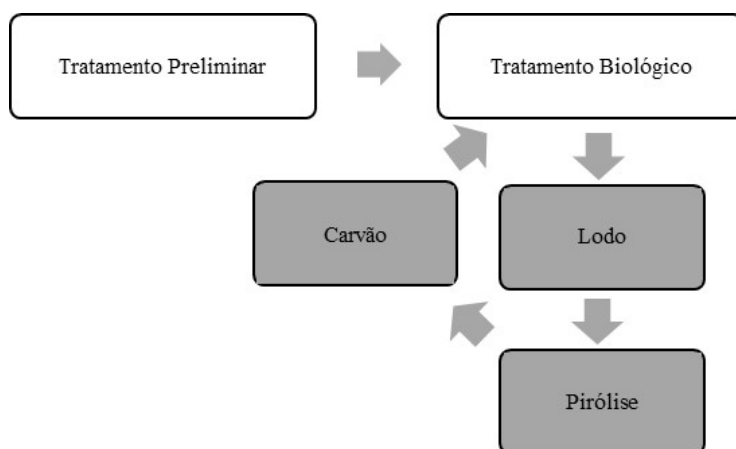 Tratamento Preliminar
Tratamento Biológico
Carvão
Lodo
Pirólise